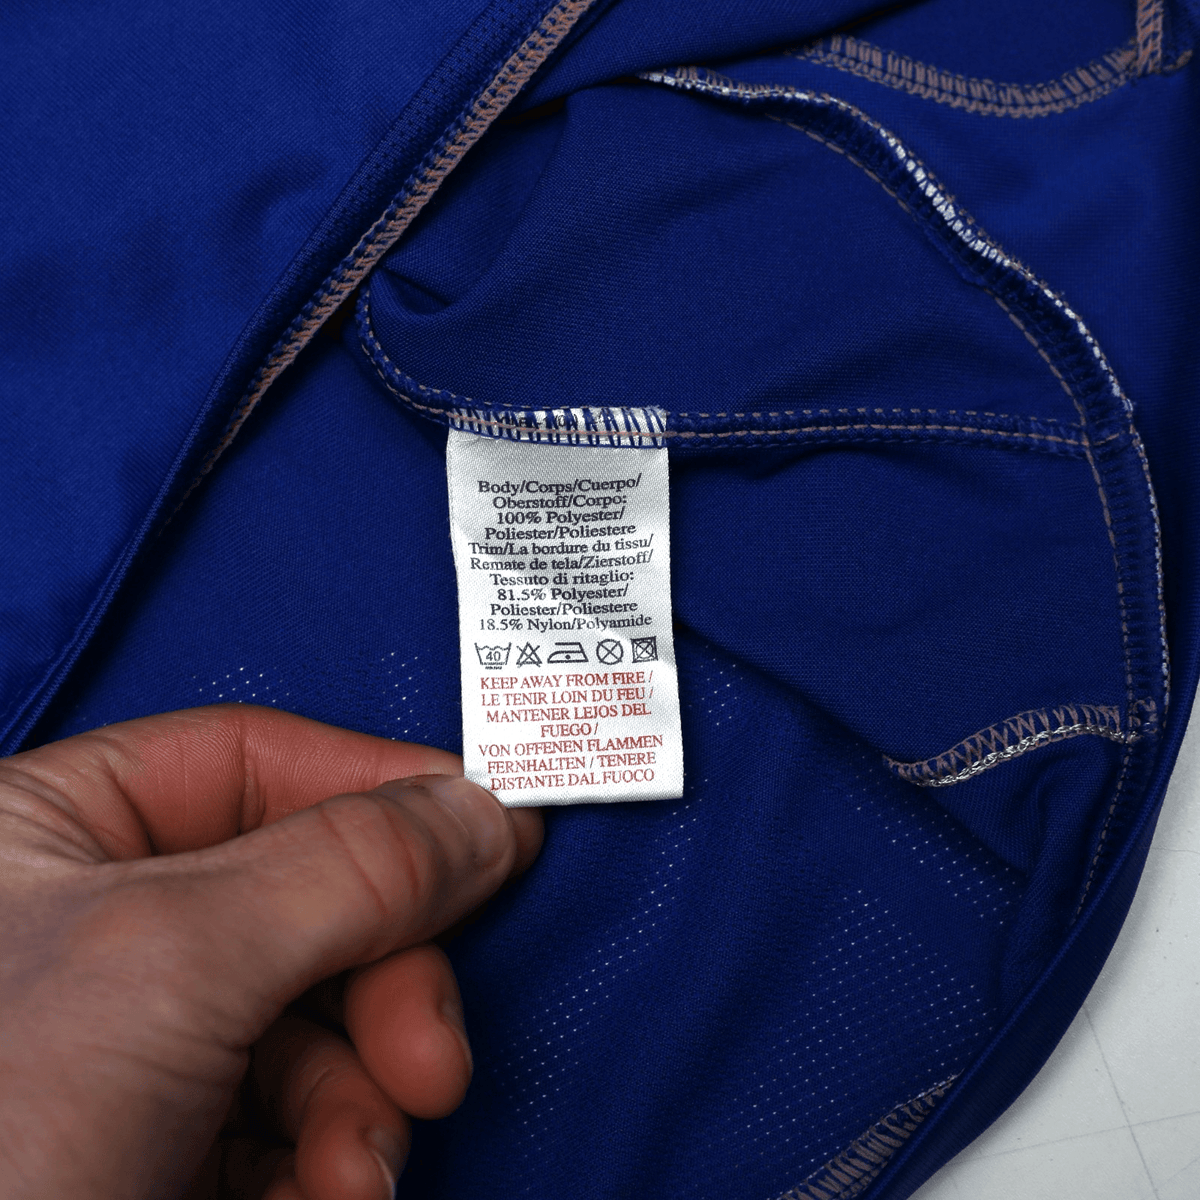 Body/Corps/Cuerpo/
Oberstoff/Corpo:
100% Polyester/
Poliester/Poliestere
Trim/La bordure du tissu/
Remate de tela/Zierstoff/
Tessuto di ritaglio:
81.5% Polyester/
Poliester/Poliestere
18.5% Nylon/Polyamide
40
KEEP AWAY FROM FIRE /
LE TENIR LOIN DU FEU /
MANTENER LEJOS DEL
FUEGO /
VON OFFENEN FLAMMEN
FERNHALTEN / TENERE
DISTANTE DAL FUOCO